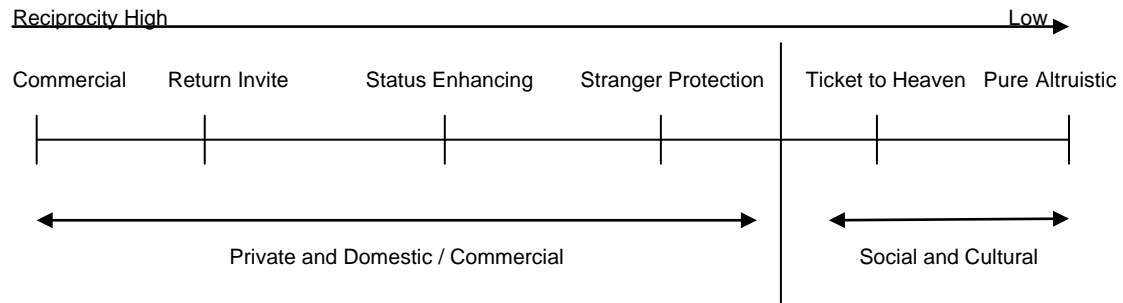 Reciprocity High Low
Commercial Return Invite Status Enhancing Stranger Protection Ticket to Heaven Pure Altruistic
Private and Domestic / Commercial Social and Cultural